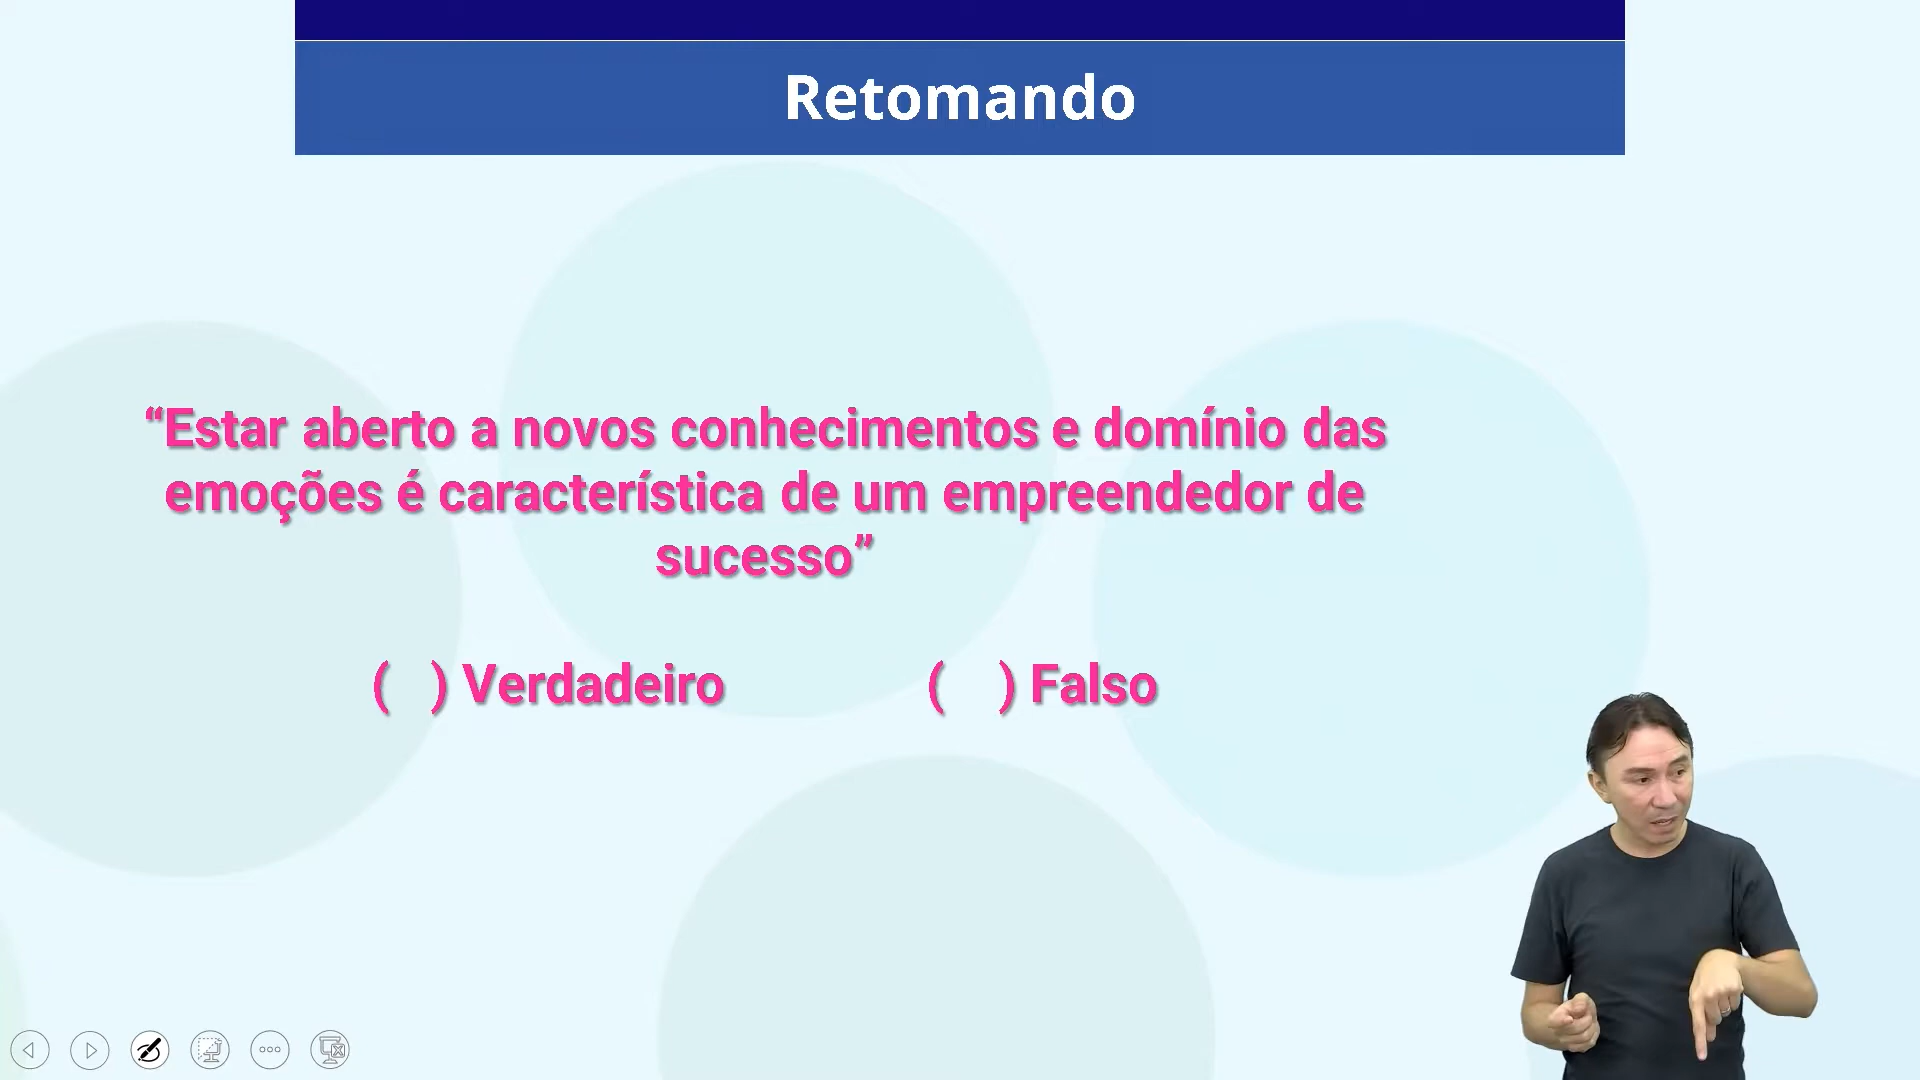 Retomando
“Estar aberto a novos conhecimentos e domínio das
emoções é característica de um empreendedor de
sucesso”
(   ) Verdadeiro (    ) Falso